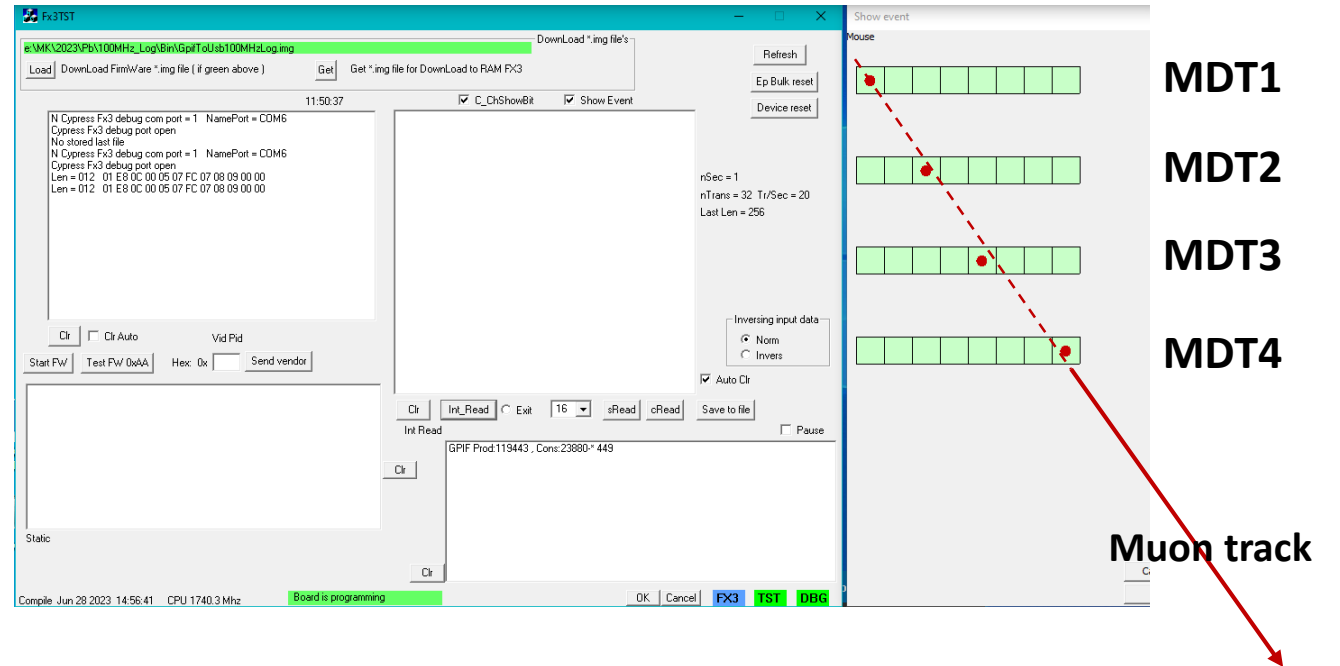 Fx3TST
e:\MK\2023\Pb\100MHz_Log\Bin\GpifToUsb100MHzLog.img
DownLoad *.img file's
Load DownLoad FirmWare *.img file ( if green above ) Get Get *.img file for DownLoad to RAM FX3
Refresh
Ep Bulk reset
Device reset
11:50:37
C_ChShowBit Show Event
N Cypress Fx3 debug com port = 1 NamePort = COM6
Cypress Fx3 debug port open
No stored last file
N Cypress Fx3 debug com port = 1 NamePort = COM6
Cypress Fx3 debug port open
Len = 012 01 E8 0C 00 05 07 FC 07 08 09 00 00
Len = 012 01 E8 0C 00 05 07 FC 07 08 09 00 00
nSec = 1
nTrans = 32 Tr/Sec = 20
Last Len = 256
Clr Clr Auto Vid Pid
Start FW Test FW 0xAA Hex: 0x Send vendor
Inversing input data
Norm
Invers
Auto Clr
Clr Int_Read Exit 16 sRead cRead Save to file
Int Read Pause
Clr
GPIF Prod:119443 , Cons:23880-* 449
Static
Clr
Compile Jun 28 2023 14:56:41 CPU 1740.3 Mhz Board is programming OK Cancel FX3 TST DBG
Show event
Mouse
MDT1
MDT2
MDT3
MDT4
Muon track